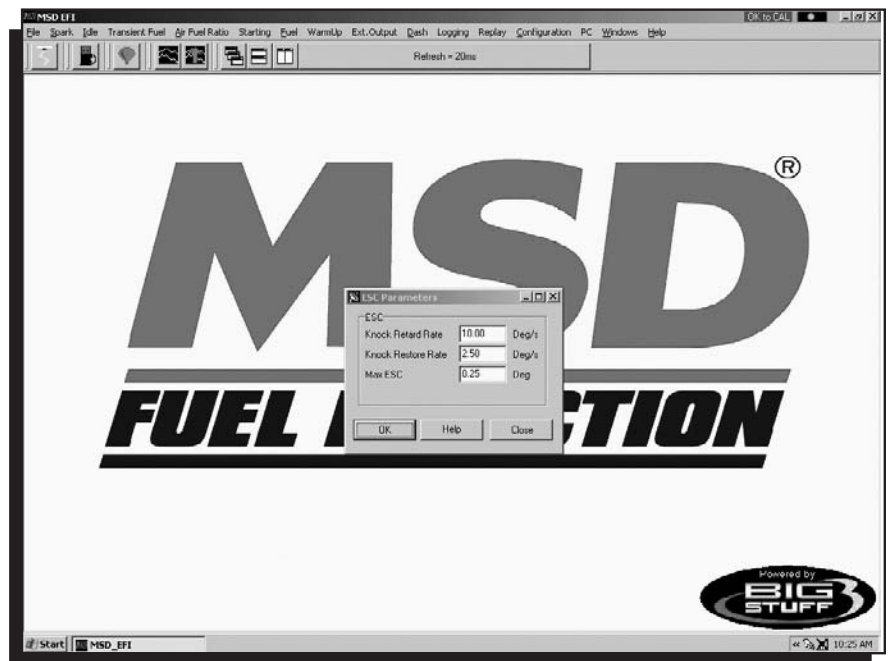 MSD EFI
OK to CAL
File Spark Idle Transient Fuel Air Fuel Ratio Starting Fuel WarmUp Ext.Output Dash Logging Replay Configuration PC Windows Help
Refresh = 20ms
MSD®
ESC Parameters
ESC
Knock Retard Rate 10.00 Deg/s
Knock Restore Rate 2.50 Deg/s
Max ESC 0.25 Deg
OK Help Close
FUEL I CTION
Powered by
BIG
STUFF 3
Start MSD_EFI « 10:25 AM